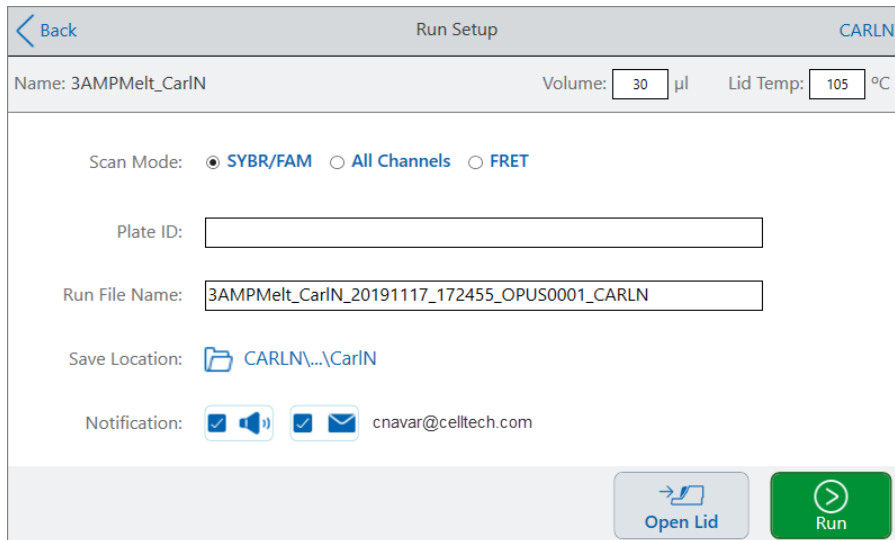 Back Run Setup CARLN
Name: 3AMPMelt_CarlN Volume: 30 µl Lid Temp: 105 ºC
Scan Mode: SYBR/FAM All Channels FRET
Plate ID:
Run File Name: 3AMPMelt_CarlN_20191117_172455_OPUS0001_CARLN
Save Location: CARLN\...\CarlN
Notification: cnavar@celltech.com
Open Lid Run